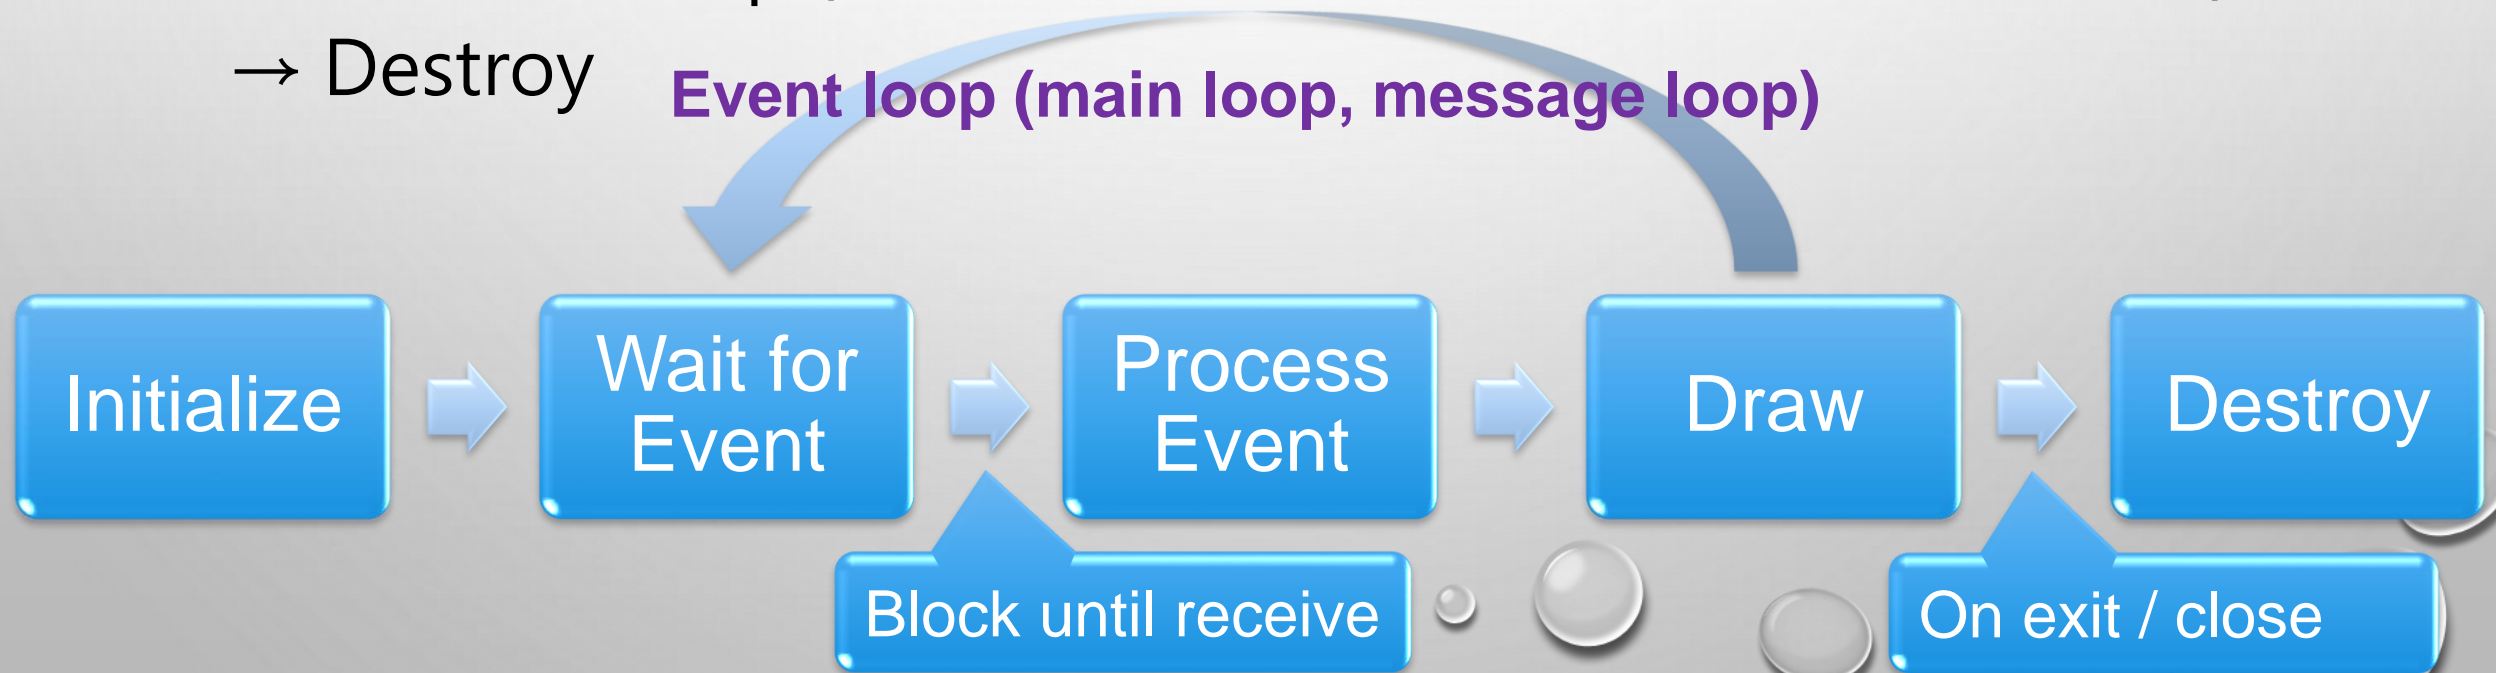 → Destroy
Event loop (main loop, message loop)
Initialize
Wait for
Event
Process
Event
Draw
Destroy
Block until receive
On exit / close